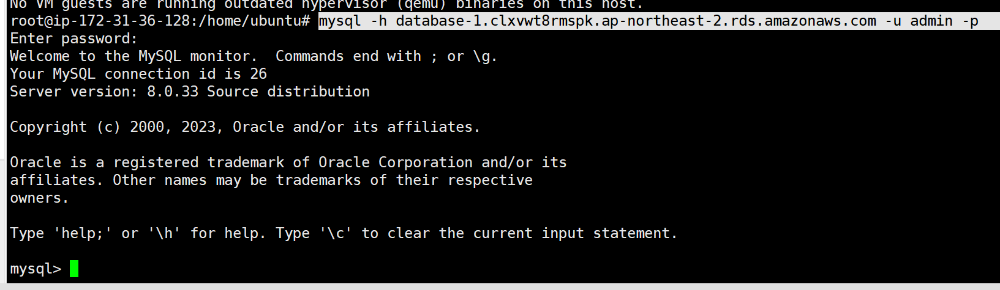 No VM guests are running outdated hypervisor (qemu) binaries on this host.
root@ip-172-31-36-128:/home/ubuntu# mysql -h database-1.clxvwt8rmspk.ap-northeast-2.rds.amazonaws.com -u admin -p
Enter password:
Welcome to the MySQL monitor.  Commands end with ; or \g.
Your MySQL connection id is 26
Server version: 8.0.33 Source distribution
Copyright (c) 2000, 2023, Oracle and/or its affiliates.
Oracle is a registered trademark of Oracle Corporation and/or its
affiliates. Other names may be trademarks of their respective
owners.
Type 'help;' or '\h' for help. Type '\c' to clear the current input statement.
mysql>